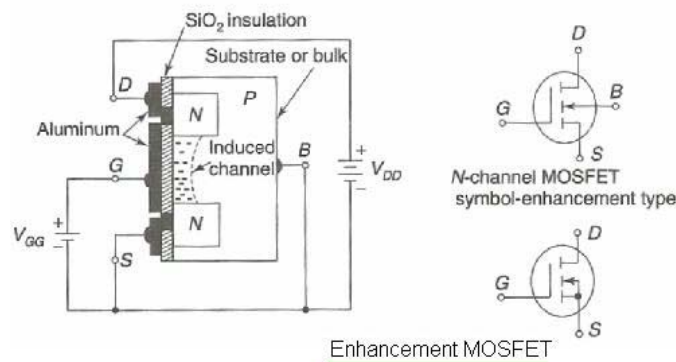 SiO₂ insulation
Substrate or bulk
D
P
N
Aluminum
Induced
channel
G
B
+
−
V_DD
N
+
−
V_GG
S
D
G
B
S
N-channel MOSFET
symbol-enhancement type
D
G
S
Enhancement MOSFET